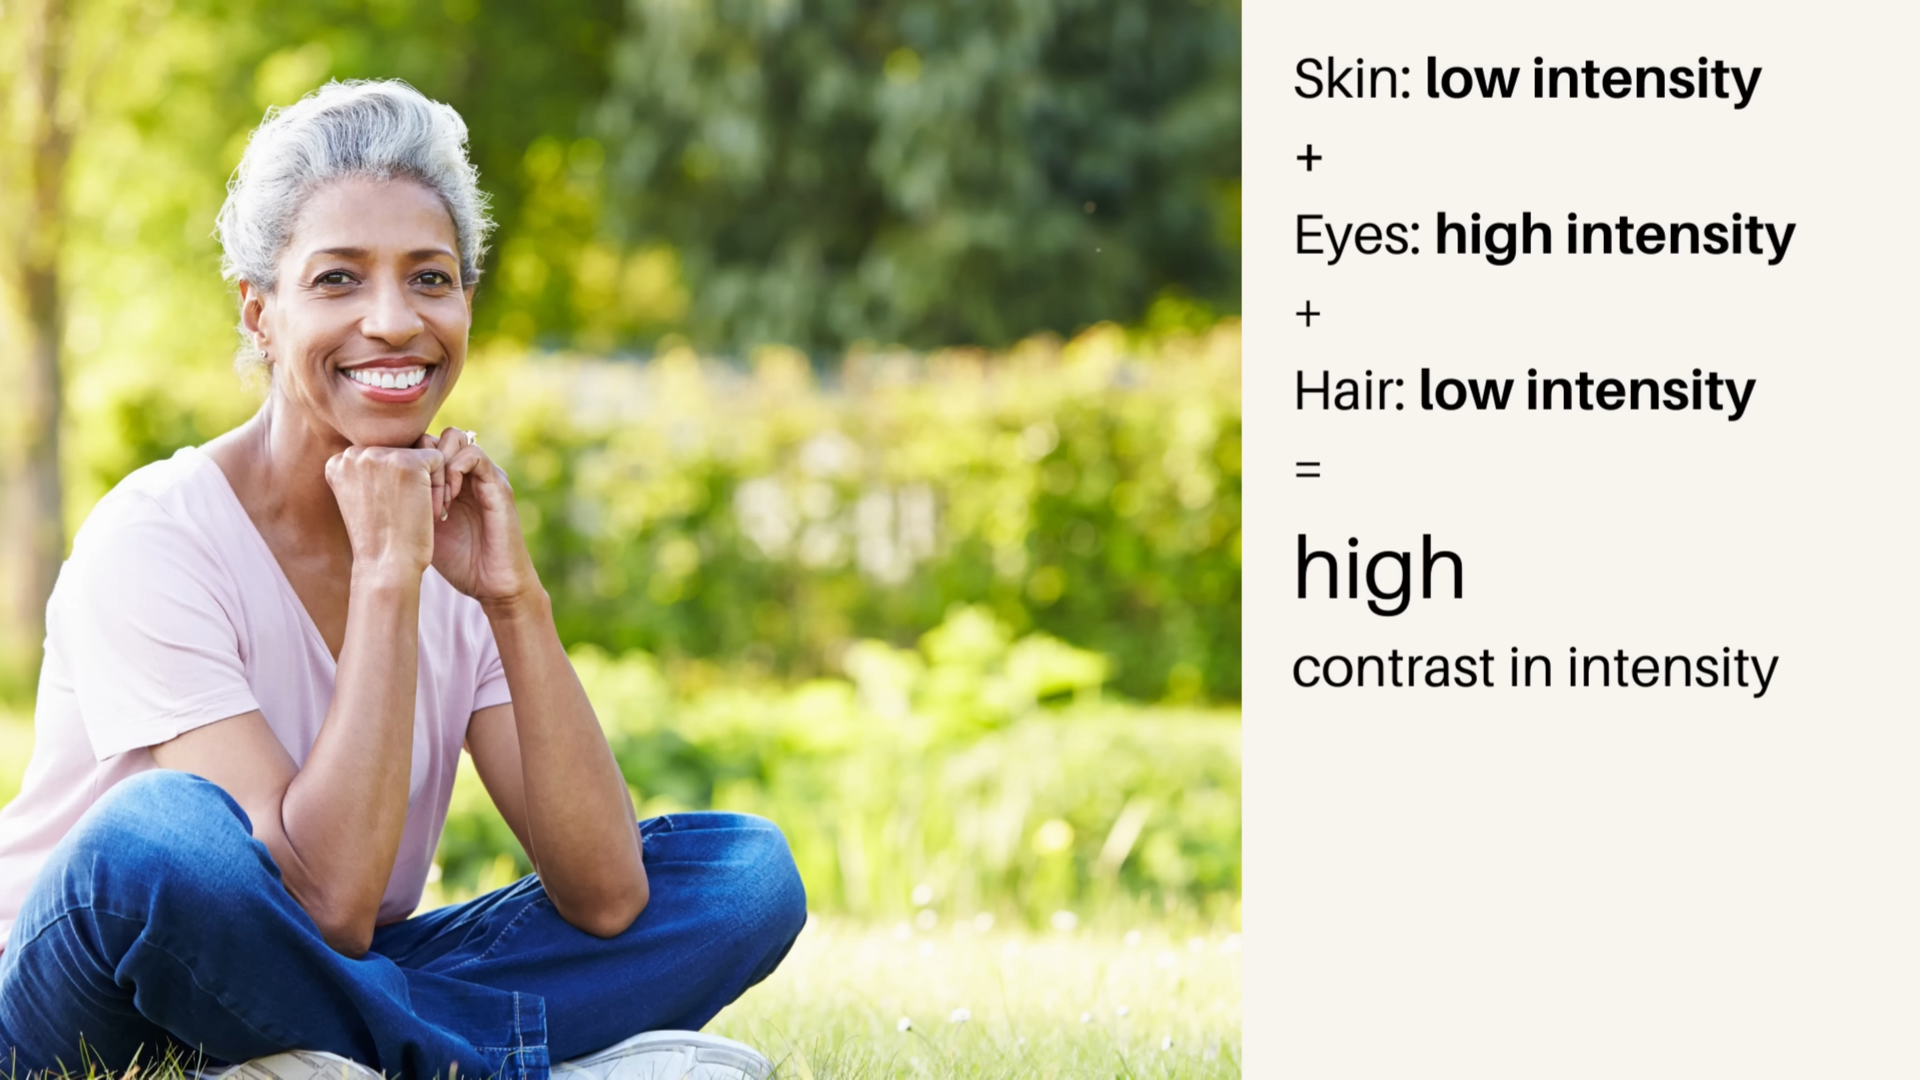 Skin: low intensity
+
Eyes: high intensity
+
Hair: low intensity
=
high
contrast in intensity